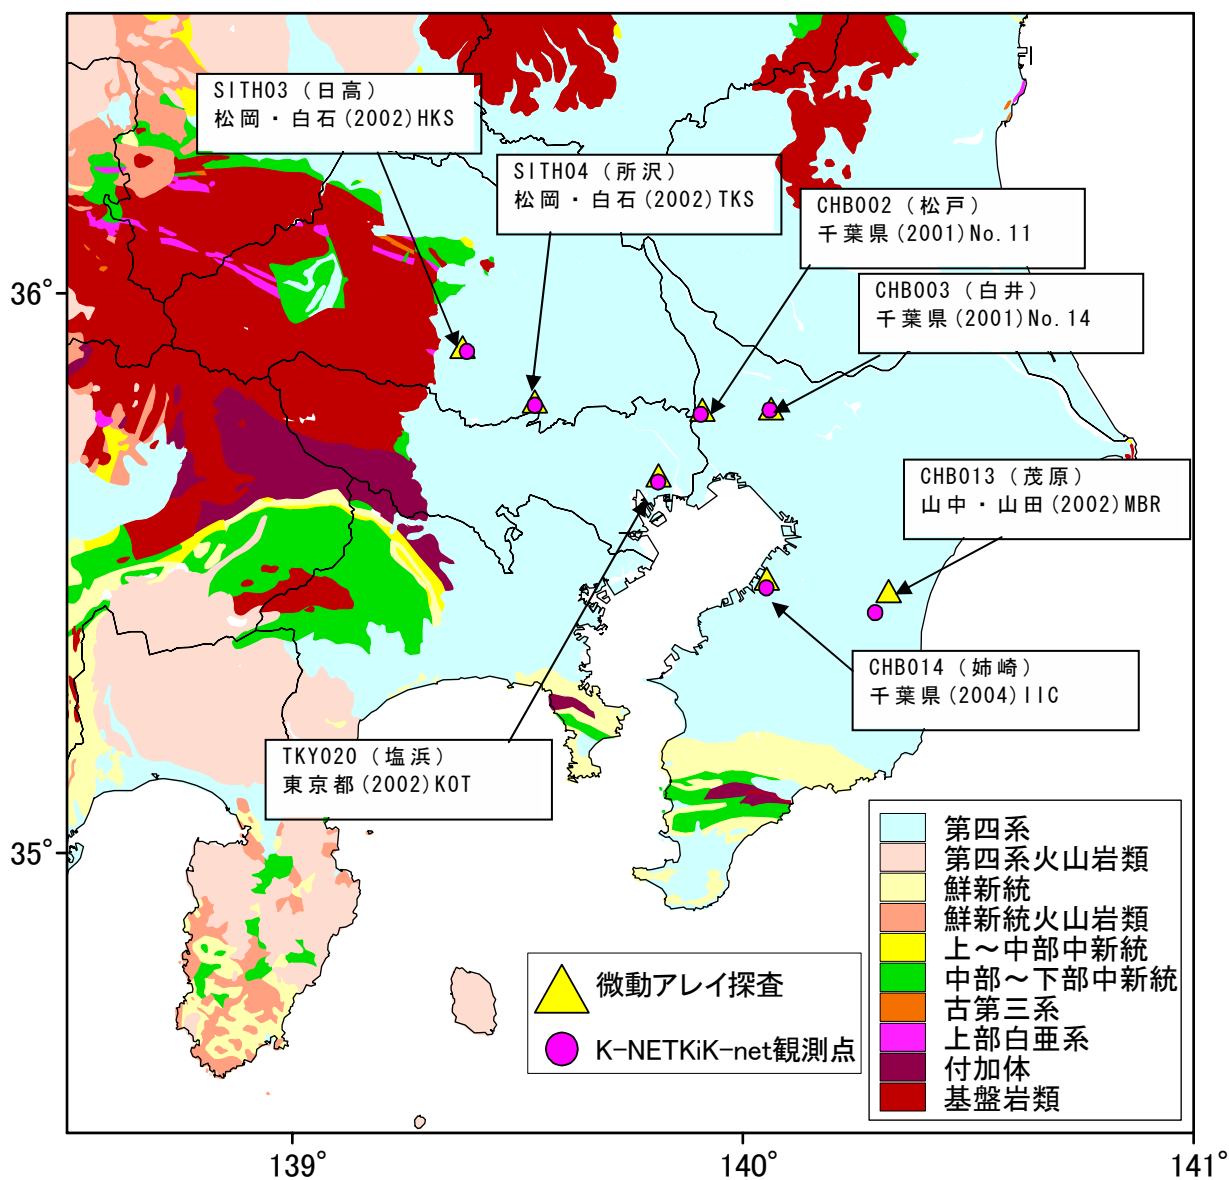 SITH03（日高）
松岡・白石(2002)HKS
SITH04（所沢）
松岡・白石(2002)TKS
CHB002（松戸）
千葉県(2001)No.11
CHB003（白井）
千葉県(2001)No.14
36°
CHB013（茂原）
山中・山田(2002)MBR
CHB014（姉崎）
千葉県(2004)IIC
TKY020（塩浜）
東京都(2002)KOT
35°
第四系
第四系火山岩類
鮮新統
鮮新統火山岩類
上～中部中新統
中部～下部中新統
古第三系
上部白亜系
付加体
基盤岩類
微動アレイ探査
K-NETKiK-net観測点
139°
140°
141°